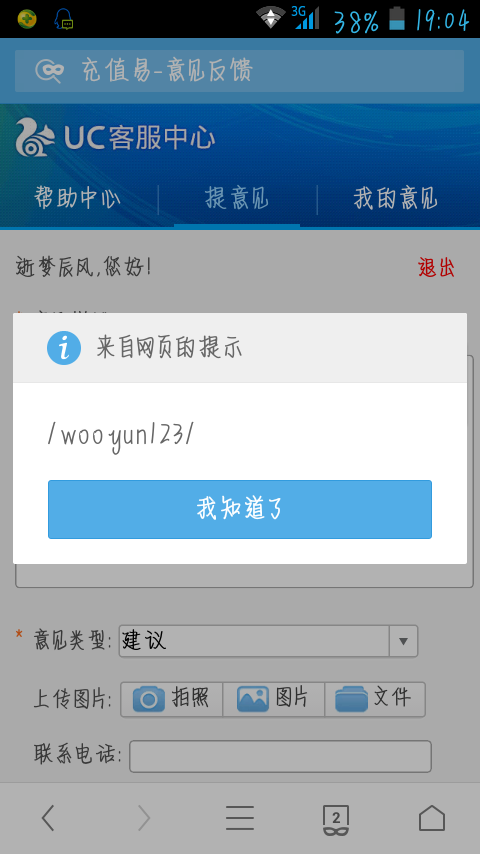 3G 38% 19:04
充值易-意见反馈
UC客服中心
帮助中心 提意见 我的意见
逝梦辰风,您好! 退出
*
来自网页的提示
/wooyun123/
我知道了
* 意见类型: 建议
上传图片: 拍照 图片 文件
联系电话:
2